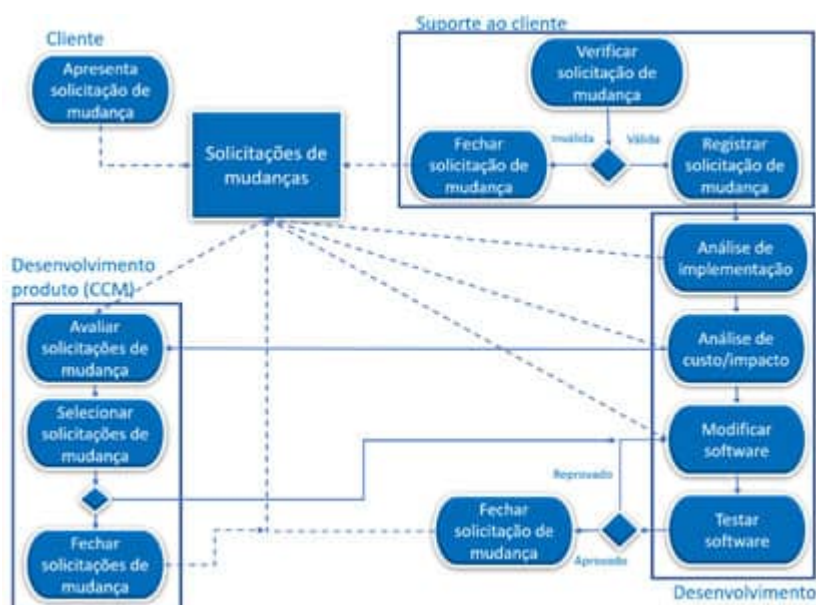 Cliente
Apresenta
solicitação de
mudança
Solicitações de
mudanças
Suporte ao cliente
Verificar
solicitação de
mudança
Inválida
Válida
Fechar
solicitação de
mudança
Registrar
solicitação de
mudança
Análise de
implementação
Análise de
custo/impacto
Modificar
software
Testar
software
Desenvolvimento
Desenvolvimento
produto (CCM)
Avaliar
solicitações de
mudança
Selecionar
solicitações de
mudança
Fechar
solicitações de
mudança
Reprovado
Aprovado
Fechar
solicitação de
mudança